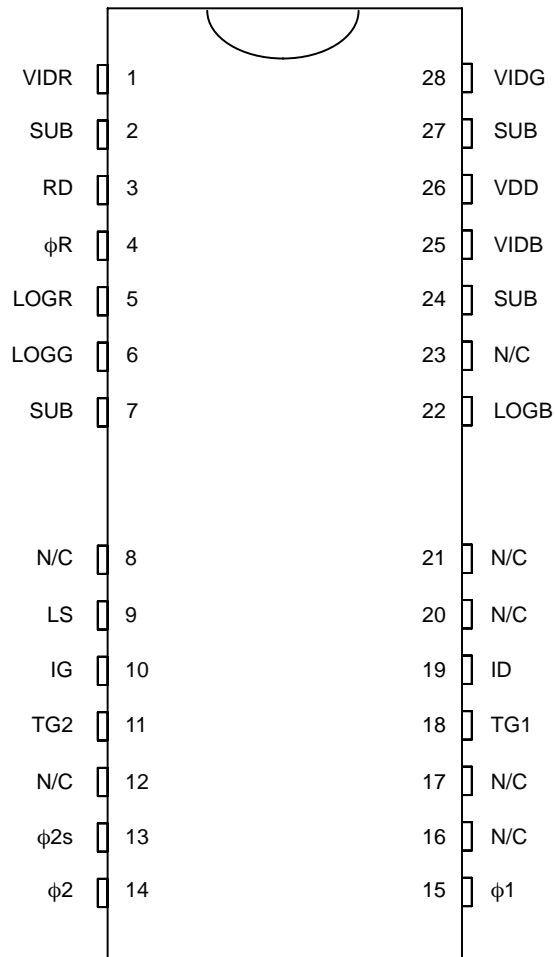 VIDR 1 28 VIDG
SUB 2 27 SUB
RD 3 26 VDD
ϕR 4 25 VIDB
LOGR 5 24 SUB
LOGG 6 23 N/C
SUB 7 22 LOGB
N/C 8 21 N/C
LS 9 20 N/C
IG 10 19 ID
TG2 11 18 TG1
N/C 12 17 N/C
ϕ2s 13 16 N/C
ϕ2 14 15 ϕ1